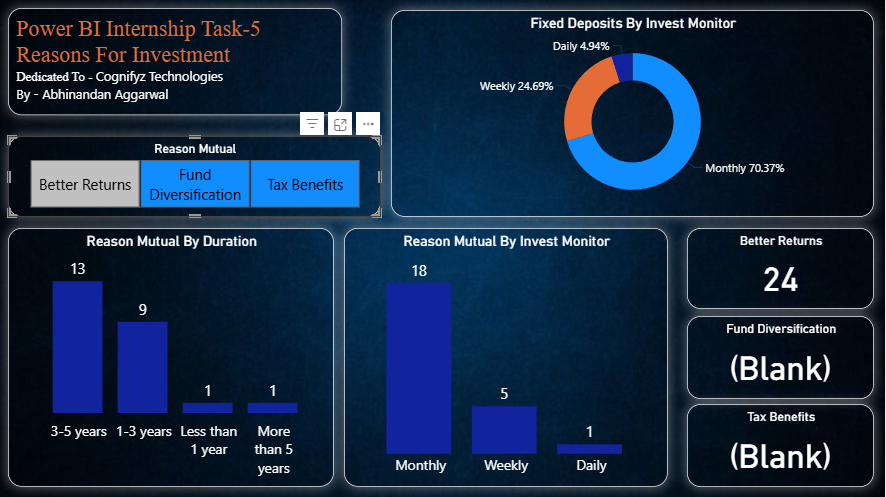 Power BI Internship Task-5
Reasons For Investment
Dedicated To - Cognifyz Technologies
By - Abhinandan Aggarwal
Reason Mutual
Better Returns
Fund
Diversification
Tax Benefits
Fixed Deposits By Invest Monitor
Daily 4.94%
Weekly 24.69%
Monthly 70.37%
Reason Mutual By Duration
13
9
1
1
3-5 years
1-3 years
Less than
1 year
More
than 5
years
Reason Mutual By Invest Monitor
18
5
1
Monthly
Weekly
Daily
Better Returns
24
Fund Diversification
(Blank)
Tax Benefits
(Blank)